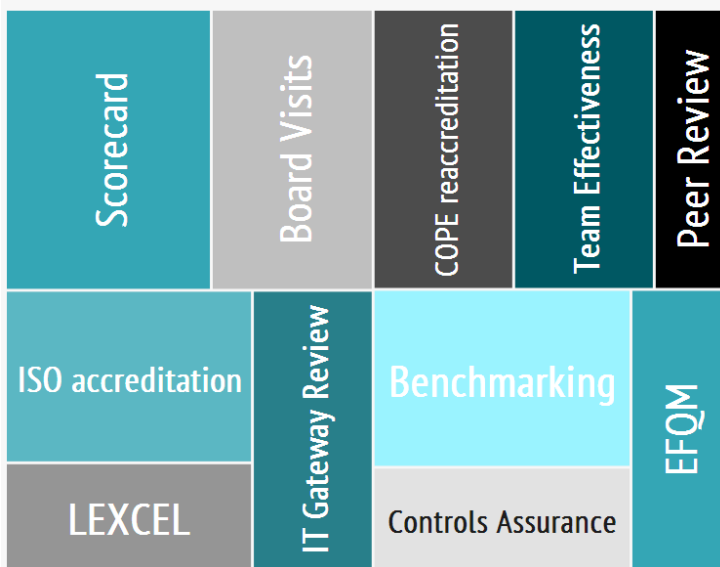 Scorecard
Board Visits
COPE reaccreditation
Team Effectiveness
Peer Review
ISO accreditation
IT Gateway Review
Benchmarking
EFQM
LEXCEL
Controls Assurance